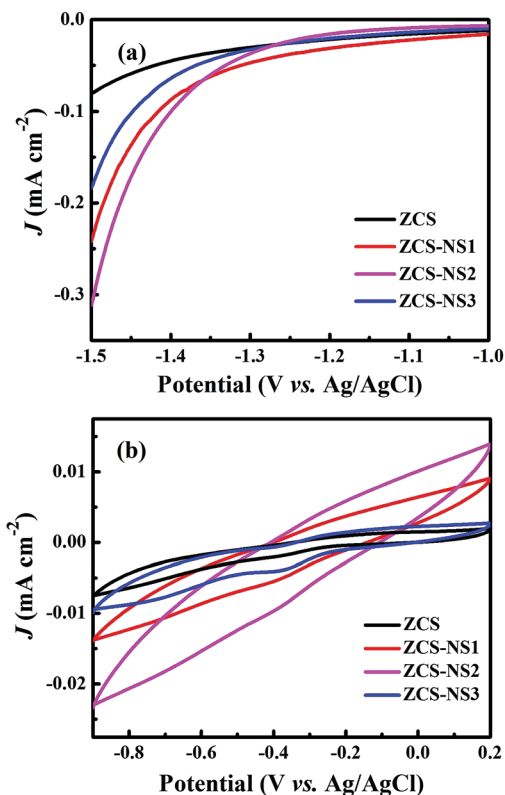 (a)
0.0
-0.1
-0.2
-0.3
J (mA cm-2)
ZCS
ZCS-NS1
ZCS-NS2
ZCS-NS3
-1.5 -1.4 -1.3 -1.2 -1.1 -1.0
Potential (V vs. Ag/AgCl)
(b)
0.01
0.00
-0.01
-0.02
J (mA cm-2)
ZCS
ZCS-NS1
ZCS-NS2
ZCS-NS3
-0.8 -0.6 -0.4 -0.2 0.0 0.2
Potential (V vs. Ag/AgCl)